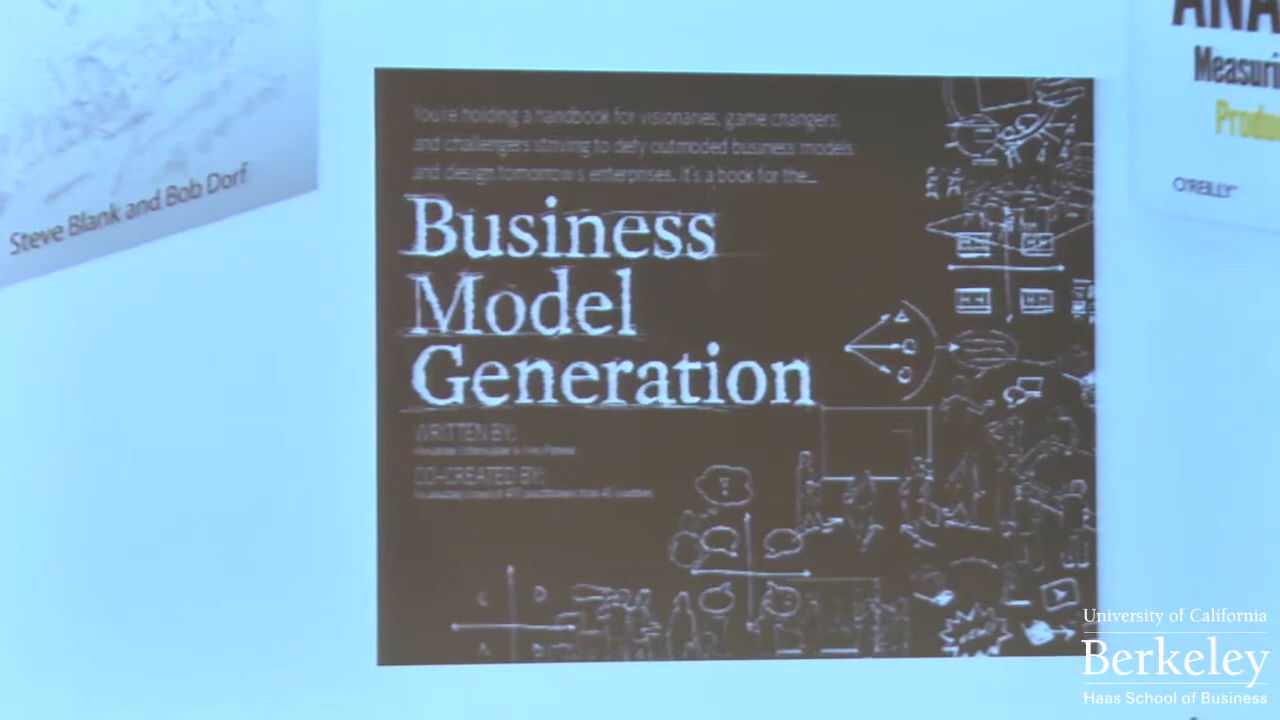 Steve Blank and Bob Dorf
You're holding a handbook for visionaries, game changers,
and challengers striving to defy outmoded business models
and design tomorrow's enterprises. It's a book for the...
Business
Model
Generation
WRITTEN BY:
CO-CREATED BY:
ANA
Measuri
Produ
O'REILLY
University of California
Berkeley
Haas School of Business